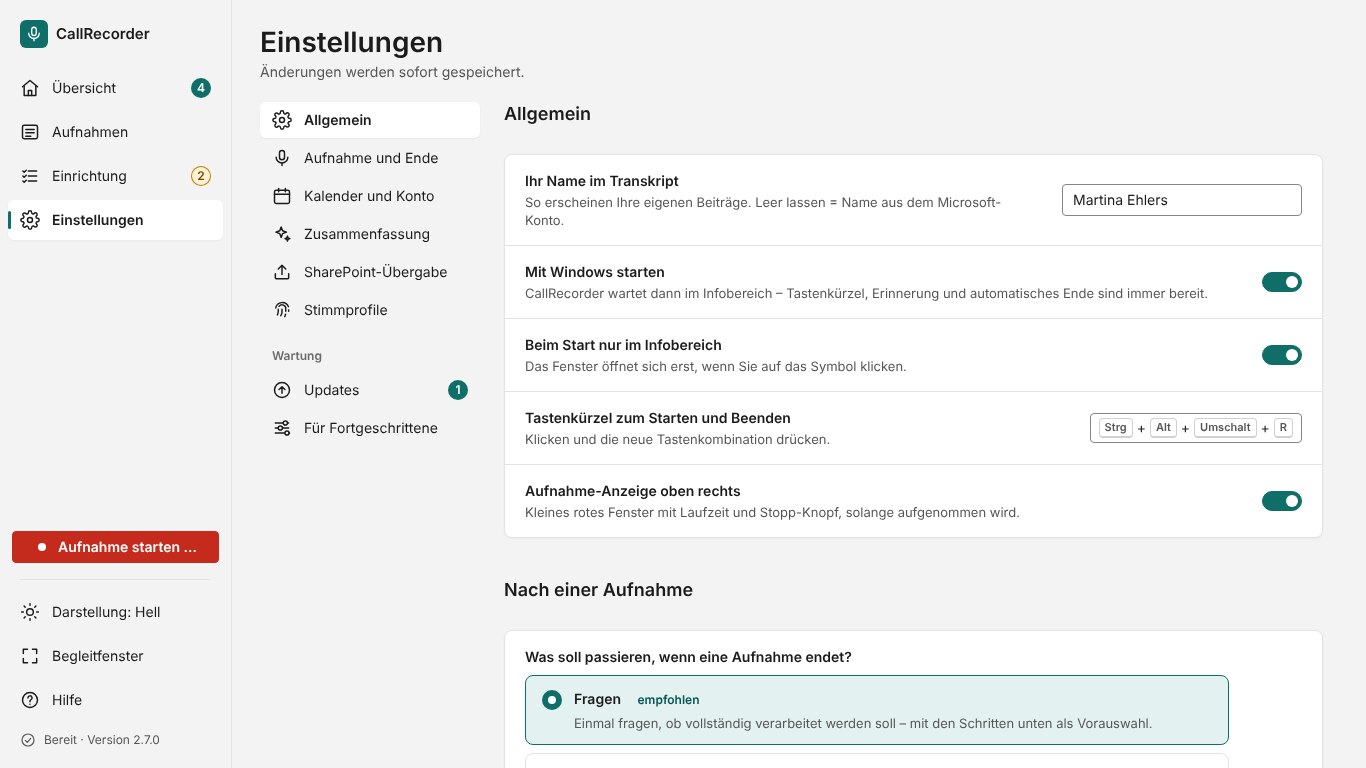 CallRecorder
Übersicht
4
Aufnahmen
Einrichtung
2
Einstellungen
Aufnahme starten ...
Darstellung: Hell
Begleitfenster
Hilfe
Bereit · Version 2.7.0
Einstellungen
Änderungen werden sofort gespeichert.
Allgemein
Aufnahme und Ende
Kalender und Konto
Zusammenfassung
SharePoint-Übergabe
Stimmprofile
Wartung
Updates
1
Für Fortgeschrittene
Allgemein
Ihr Name im Transkript
So erscheinen Ihre eigenen Beiträge. Leer lassen = Name aus dem Microsoft-
Konto.
Martina Ehlers
Mit Windows starten
CallRecorder wartet dann im Infobereich – Tastenkürzel, Erinnerung und automatisches Ende sind immer bereit.
Beim Start nur im Infobereich
Das Fenster öffnet sich erst, wenn Sie auf das Symbol klicken.
Tastenkürzel zum Starten und Beenden
Klicken und die neue Tastenkombination drücken.
Strg + Alt + Umschalt + R
Aufnahme-Anzeige oben rechts
Kleines rotes Fenster mit Laufzeit und Stopp-Knopf, solange aufgenommen wird.
Nach einer Aufnahme
Was soll passieren, wenn eine Aufnahme endet?
Fragen empfohlen
Einmal fragen, ob vollständig verarbeitet werden soll – mit den Schritten unten als Vorauswahl.